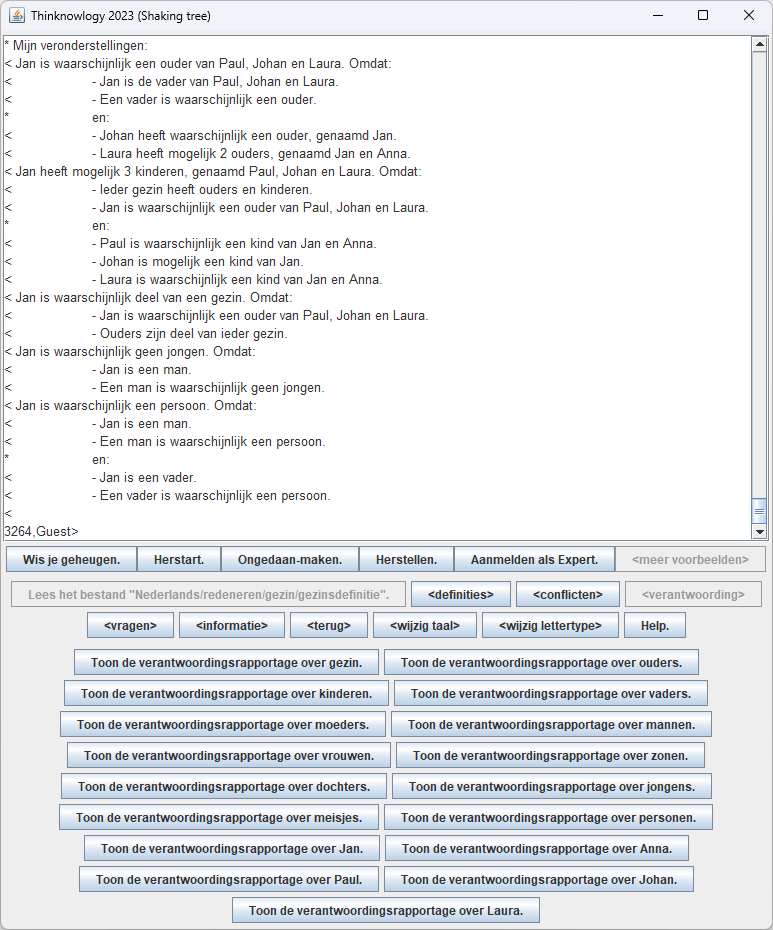 Thinknowlogy 2023 (Shaking tree)
* Mijn veronderstellingen:
< Jan is waarschijnlijk een ouder van Paul, Johan en Laura. Omdat:
< - Jan is de vader van Paul, Johan en Laura.
< - Een vader is waarschijnlijk een ouder.
* en:
< - Johan heeft waarschijnlijk een ouder, genaamd Jan.
< - Laura heeft mogelijk 2 ouders, genaamd Jan en Anna.
< Jan heeft mogelijk 3 kinderen, genaamd Paul, Johan en Laura. Omdat:
< - Ieder gezin heeft ouders en kinderen.
< - Jan is waarschijnlijk een ouder van Paul, Johan en Laura.
* en:
< - Paul is waarschijnlijk een kind van Jan en Anna.
< - Johan is mogelijk een kind van Jan.
< - Laura is waarschijnlijk een kind van Jan en Anna.
< Jan is waarschijnlijk deel van een gezin. Omdat:
< - Jan is waarschijnlijk een ouder van Paul, Johan en Laura.
< - Ouders zijn deel van ieder gezin.
< Jan is waarschijnlijk geen jongen. Omdat:
< - Jan is een man.
< - Een man is waarschijnlijk geen jongen.
< Jan is waarschijnlijk een persoon. Omdat:
< - Jan is een man.
< - Een man is waarschijnlijk een persoon.
* en:
< - Jan is een vader.
< - Een vader is waarschijnlijk een persoon.
<
3264,Guest>
Wis je geheugen. Herstart. Ongedaan-maken. Herstellen. Aanmelden als Expert. <meer voorbeelden>
Lees het bestand "Nederlands/redeneren/gezin/gezinsdefinitie". <definities> <conflicten> <verantwoording>
<vragen> <informatie> <terug> <wijzig taal> <wijzig lettertype> Help.
Toon de verantwoordingsrapportage over gezin. Toon de verantwoordingsrapportage over ouders.
Toon de verantwoordingsrapportage over kinderen. Toon de verantwoordingsrapportage over vaders.
Toon de verantwoordingsrapportage over moeders. Toon de verantwoordingsrapportage over mannen.
Toon de verantwoordingsrapportage over vrouwen. Toon de verantwoordingsrapportage over zonen.
Toon de verantwoordingsrapportage over dochters. Toon de verantwoordingsrapportage over jongens.
Toon de verantwoordingsrapportage over meisjes. Toon de verantwoordingsrapportage over personen.
Toon de verantwoordingsrapportage over Jan. Toon de verantwoordingsrapportage over Anna.
Toon de verantwoordingsrapportage over Paul. Toon de verantwoordingsrapportage over Johan.
Toon de verantwoordingsrapportage over Laura.